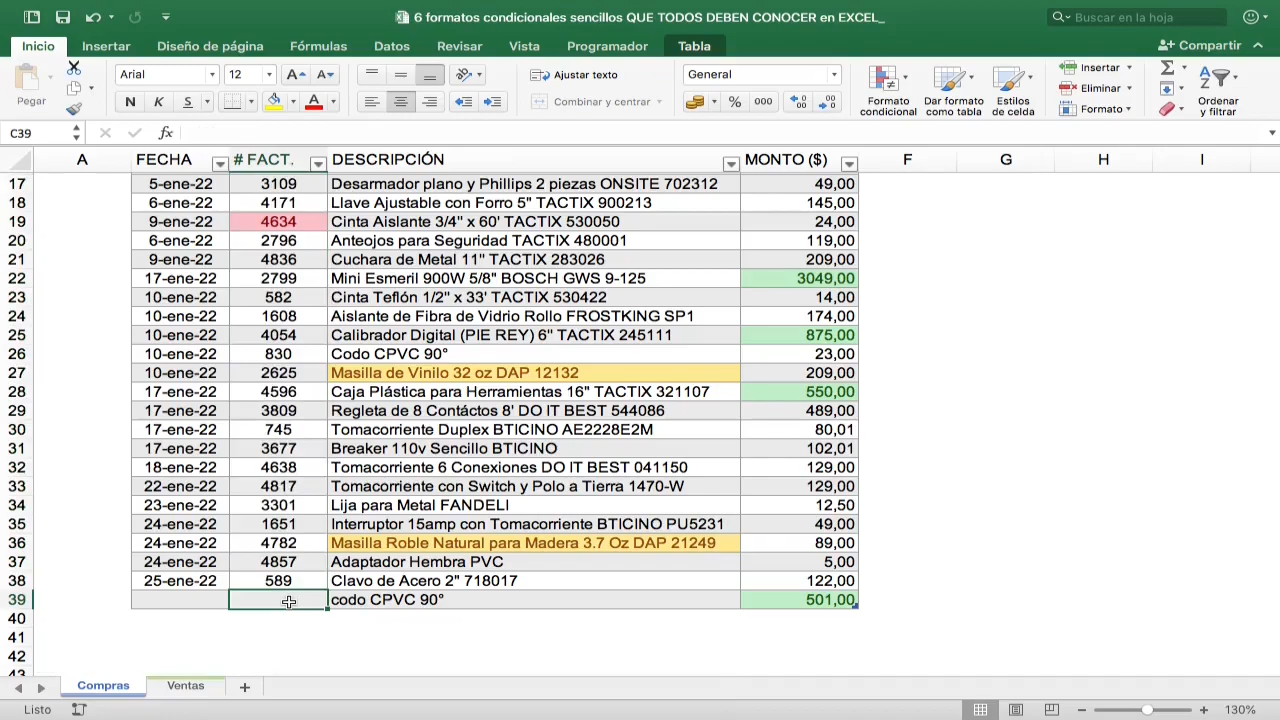 6 formatos condicionales sencillos QUE TODOS DEBEN CONOCER en EXCEL_
Buscar en la hoja
Inicio Insertar Diseño de página Fórmulas Datos Revisar Vista Programador Tabla Compartir
Arial 12 Ajustar texto General Insertar
Pegar N K S A Combinar y centrar % 000 Formato condicional Dar formato como tabla Estilos de celda Eliminar Formato Ordenar y filtrar
C39 fx
A FECHA # FACT. DESCRIPCIÓN MONTO ($) F G H I
17 5-ene-22 3109 Desarmador plano y Phillips 2 piezas ONSITE 702312 49,00
18 6-ene-22 4171 Llave Ajustable con Forro 5" TACTIX 900213 145,00
19 9-ene-22 4634 Cinta Aislante 3/4" x 60' TACTIX 530050 24,00
20 6-ene-22 2796 Anteojos para Seguridad TACTIX 480001 119,00
21 9-ene-22 4836 Cuchara de Metal 11" TACTIX 283026 209,00
22 17-ene-22 2799 Mini Esmeril 900W 5/8" BOSCH GWS 9-125 3049,00
23 10-ene-22 582 Cinta Teflón 1/2" x 33' TACTIX 530422 14,00
24 10-ene-22 1608 Aislante de Fibra de Vidrio Rollo FROSTKING SP1 174,00
25 10-ene-22 4054 Calibrador Digital (PIE REY) 6" TACTIX 245111 875,00
26 10-ene-22 830 Codo CPVC 90° 23,00
27 10-ene-22 2625 Masilla de Vinilo 32 oz DAP 12132 209,00
28 17-ene-22 4596 Caja Plástica para Herramientas 16" TACTIX 321107 550,00
29 17-ene-22 3809 Regleta de 8 Contáctos 8' DO IT BEST 544086 489,00
30 17-ene-22 745 Tomacorriente Duplex BTICINO AE2228E2M 80,01
31 17-ene-22 3677 Breaker 110v Sencillo BTICINO 102,01
32 18-ene-22 4638 Tomacorriente 6 Conexiones DO IT BEST 041150 129,00
33 22-ene-22 4817 Tomacorriente con Switch y Polo a Tierra 1470-W 129,00
34 23-ene-22 3301 Lija para Metal FANDELI 12,50
35 24-ene-22 1651 Interruptor 15amp con Tomacorriente BTICINO PU5231 49,00
36 24-ene-22 4782 Masilla Roble Natural para Madera 3.7 Oz DAP 21249 89,00
37 24-ene-22 4857 Adaptador Hembra PVC 5,00
38 25-ene-22 589 Clavo de Acero 2" 718017 122,00
39 codo CPVC 90° 501,00
40
41
42
43
Compras Ventas
Listo 130%